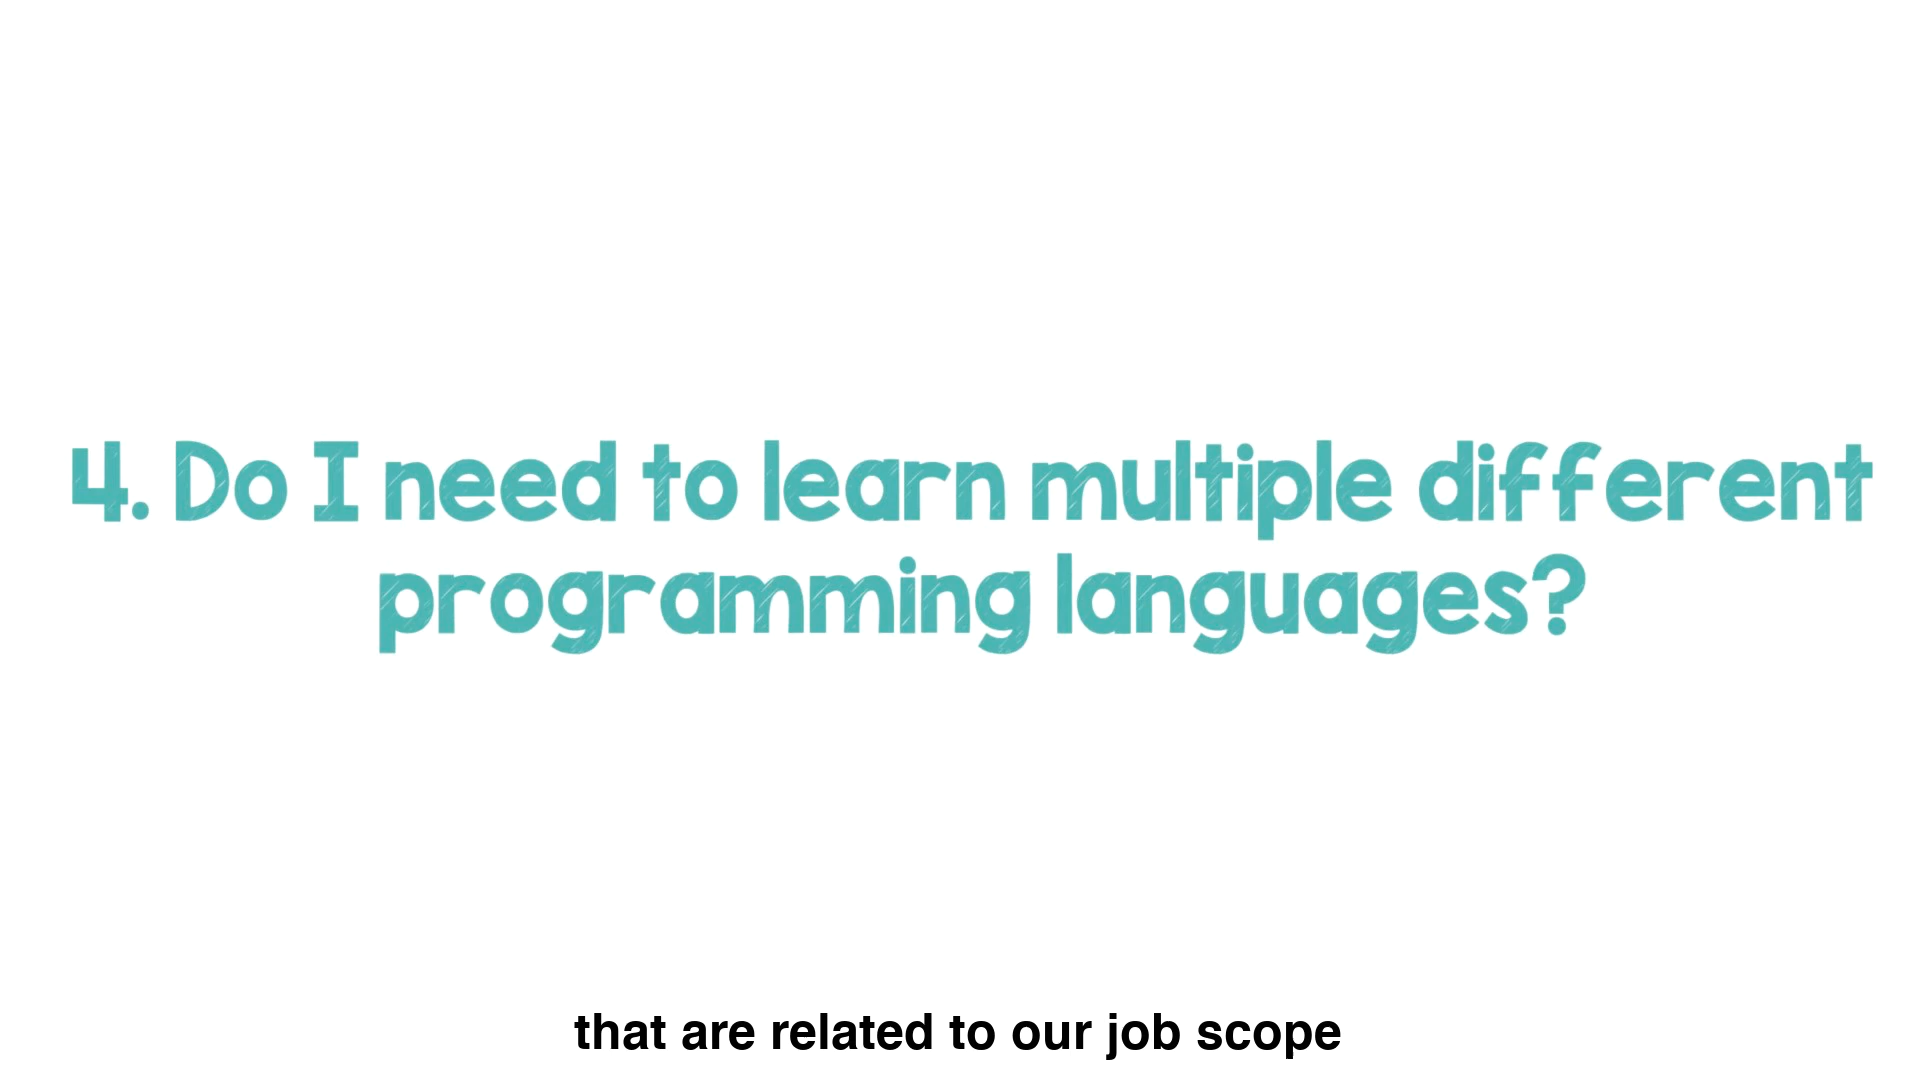 4. Do I need to learn multiple different
programming languages?
that are related to our job scope